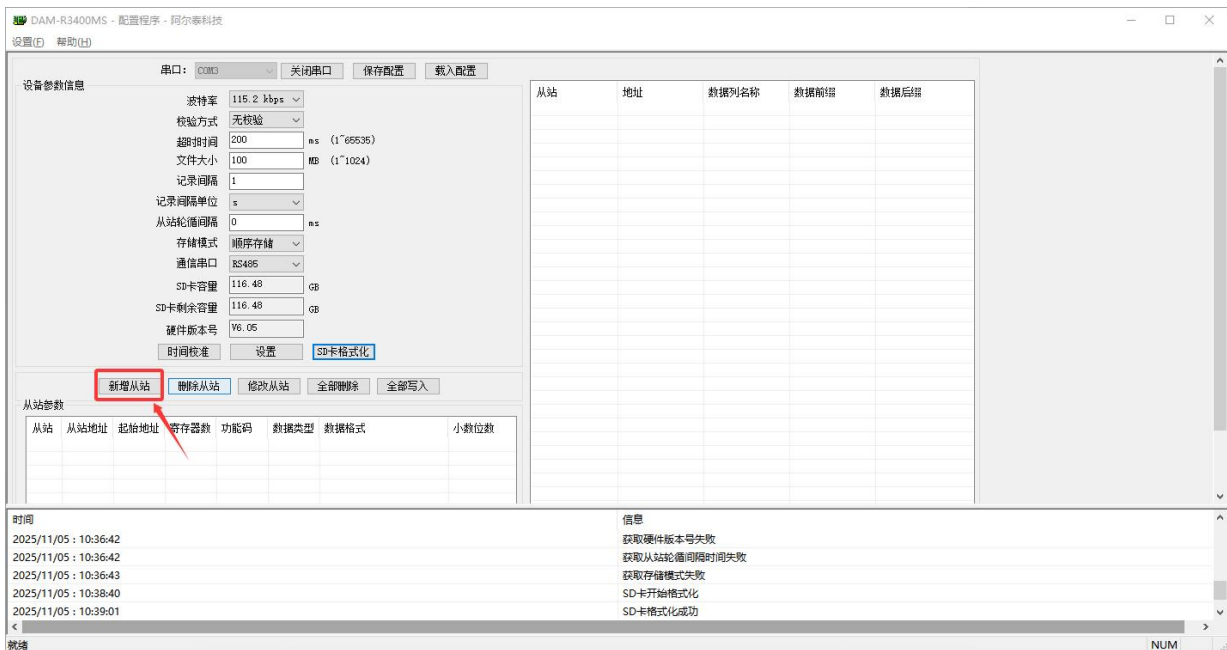 DAM-R3400MS - 配置程序 - 阿尔泰科技
设置(F) 帮助(H)
串口: COM3 关闭串口 保存配置 载入配置
设备参数信息
波特率 115.2 kbps
校验方式 无校验
超时时间 200 ms (1~65535)
文件大小 100 MB (1~1024)
记录间隔 1
记录间隔单位 s
从站轮循间隔 0 ms
存储模式 顺序存储
通信串口 RS485
SD卡容量 116.48 GB
SD卡剩余容量 116.48 GB
硬件版本号 V6.05
时间校准 设置 SD卡格式化
新增从站 删除从站 修改从站 全部删除 全部写入
从站参数
从站 从站地址 起始地址 寄存器数 功能码 数据类型 数据格式 小数位数
从站 地址 数据列名称 数据前缀 数据后缀
时间 信息
2025/11/05 : 10:36:42 获取硬件版本号失败
2025/11/05 : 10:36:42 获取从站轮循间隔时间失败
2025/11/05 : 10:36:43 获取存储模式失败
2025/11/05 : 10:38:40 SD卡开始格式化
2025/11/05 : 10:39:01 SD卡格式化成功
就绪 NUM